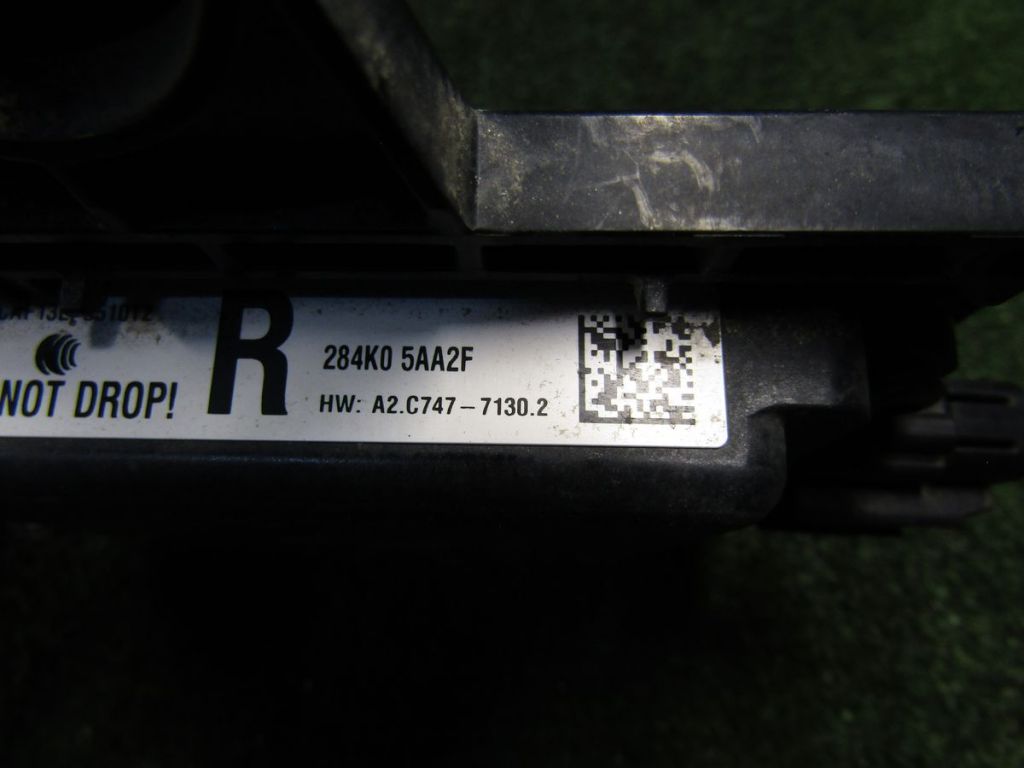 R
284K0 5AA2F
NOT DROP!
HW: A2.C747-7130.2